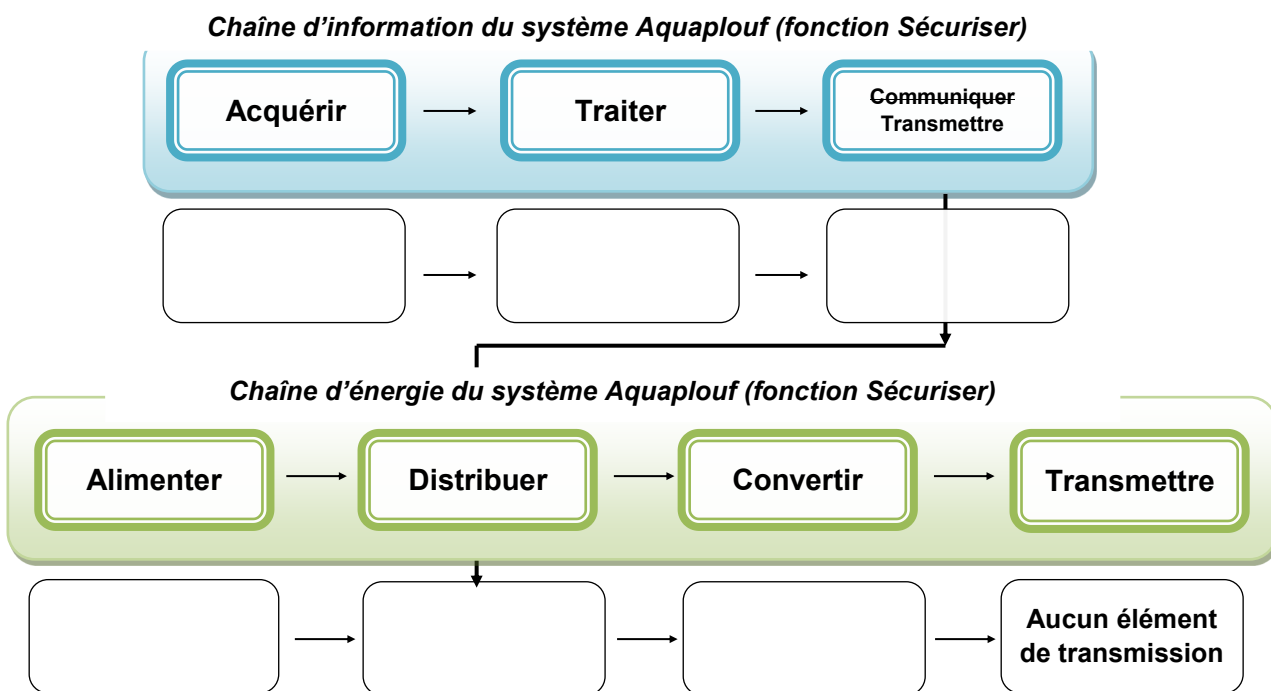 Chaîne d’information du système Aquaplouf (fonction Sécuriser)
Acquérir
Traiter
Communiquer
Transmettre
Chaîne d’énergie du système Aquaplouf (fonction Sécuriser)
Alimenter
Distribuer
Convertir
Transmettre
Aucun élément
de transmission